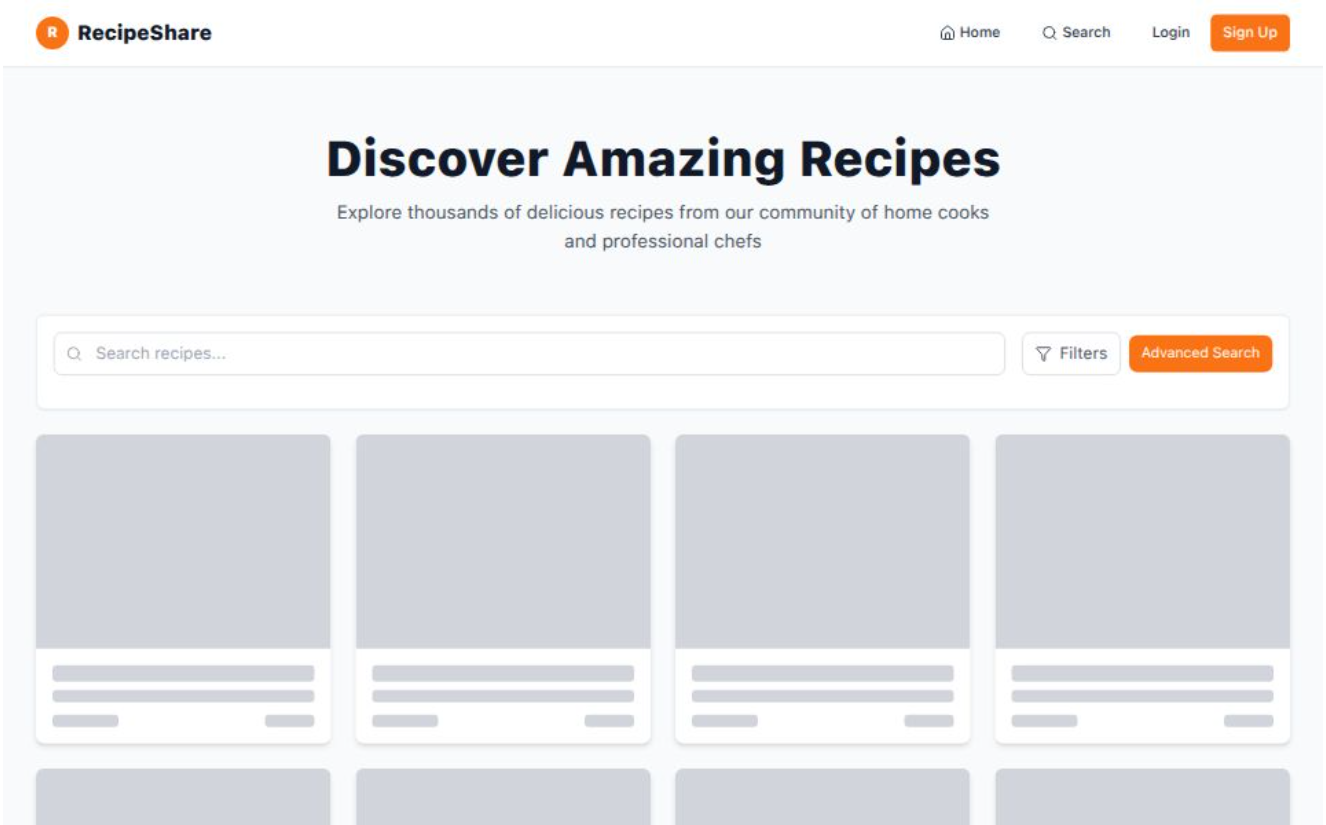 R RecipeShare Home Search Login Sign Up
Discover Amazing Recipes
Explore thousands of delicious recipes from our community of home cooks
and professional chefs
Search recipes... Filters Advanced Search